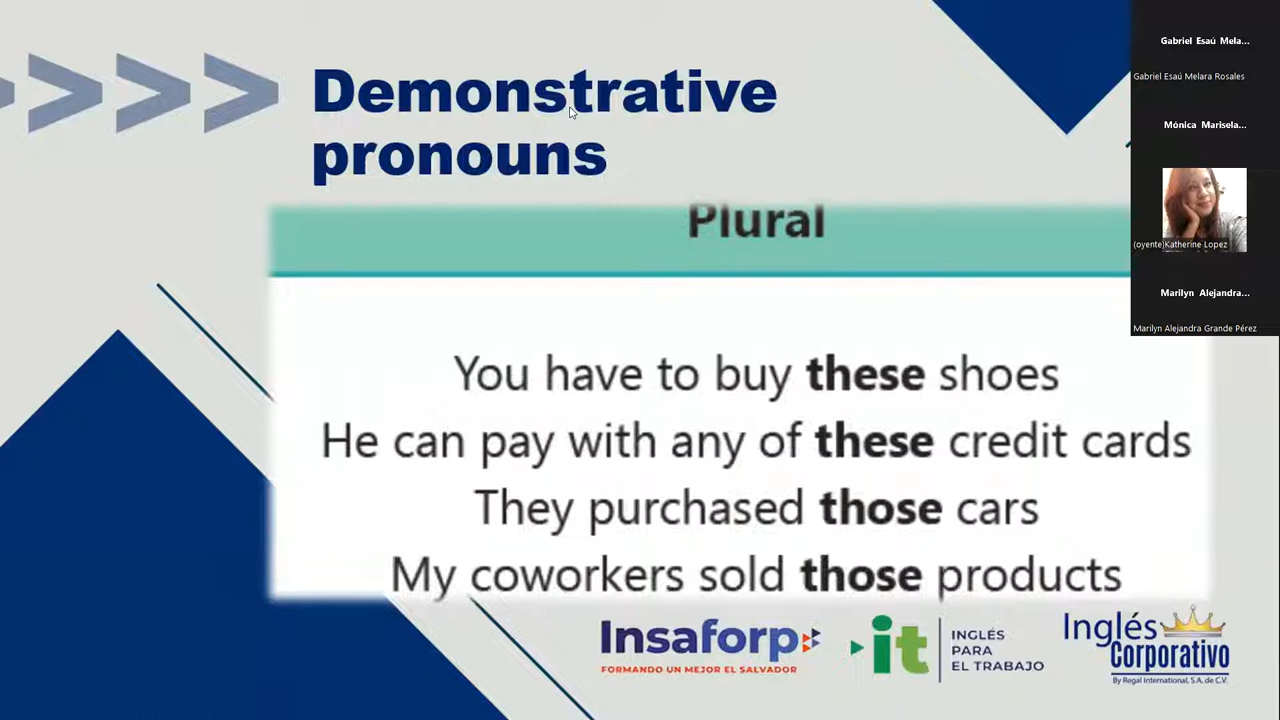 Demonstrative
pronouns
Plural
You have to buy these shoes
He can pay with any of these credit cards
They purchased those cars
My coworkers sold those products
Insaforp
FORMANDO UN MEJOR EL SALVADOR
it
INGLÉS
PARA
EL TRABAJO
Inglés
Corporativo
By Regal International, S.A. de C.V.
Gabriel Esaú Mela...
Gabriel Esaú Melara Rosales
Mónica Marisela...
(oyente)Katherine Lopez
Marilyn Alejandra...
Marilyn Alejandra Grande Pérez